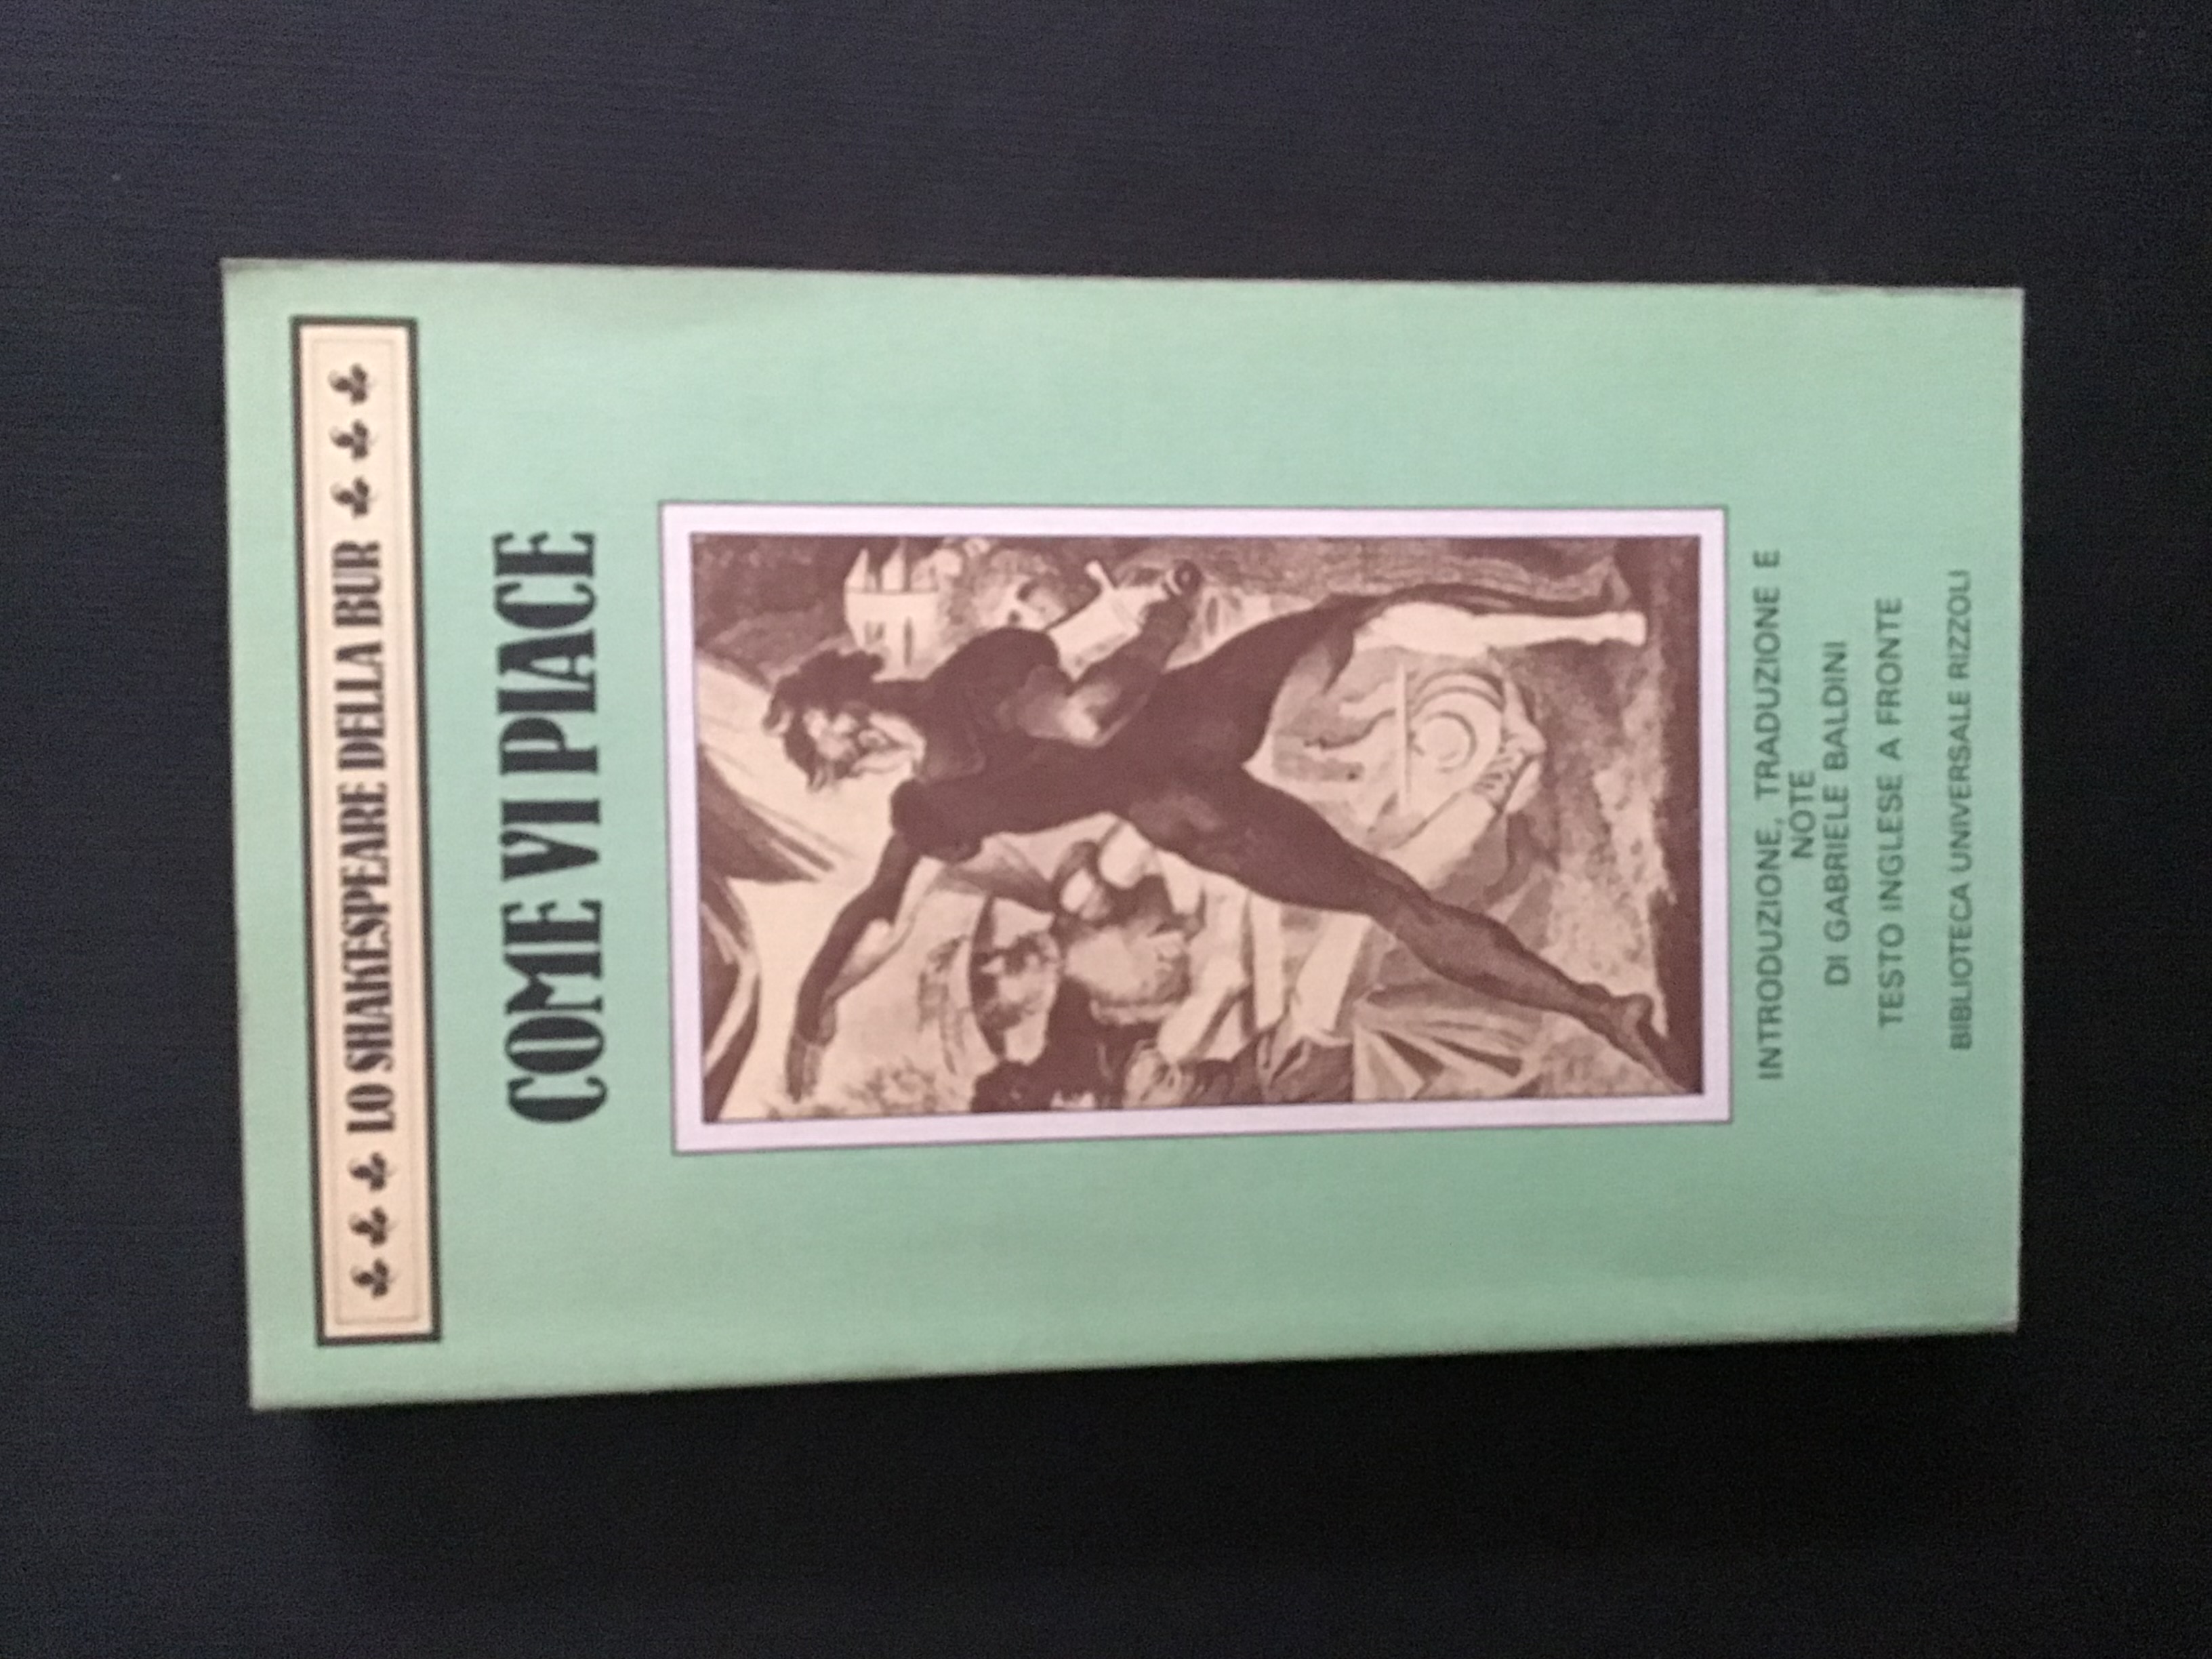 LO SHAKESPEARE DELLA BUR
COME VI PIACE
INTRODUZIONE, TRADUZIONE E
NOTE
DI GABRIELE BALDINI
TESTO INGLESE A FRONTE
BIBLIOTECA UNIVERSALE RIZZOLI